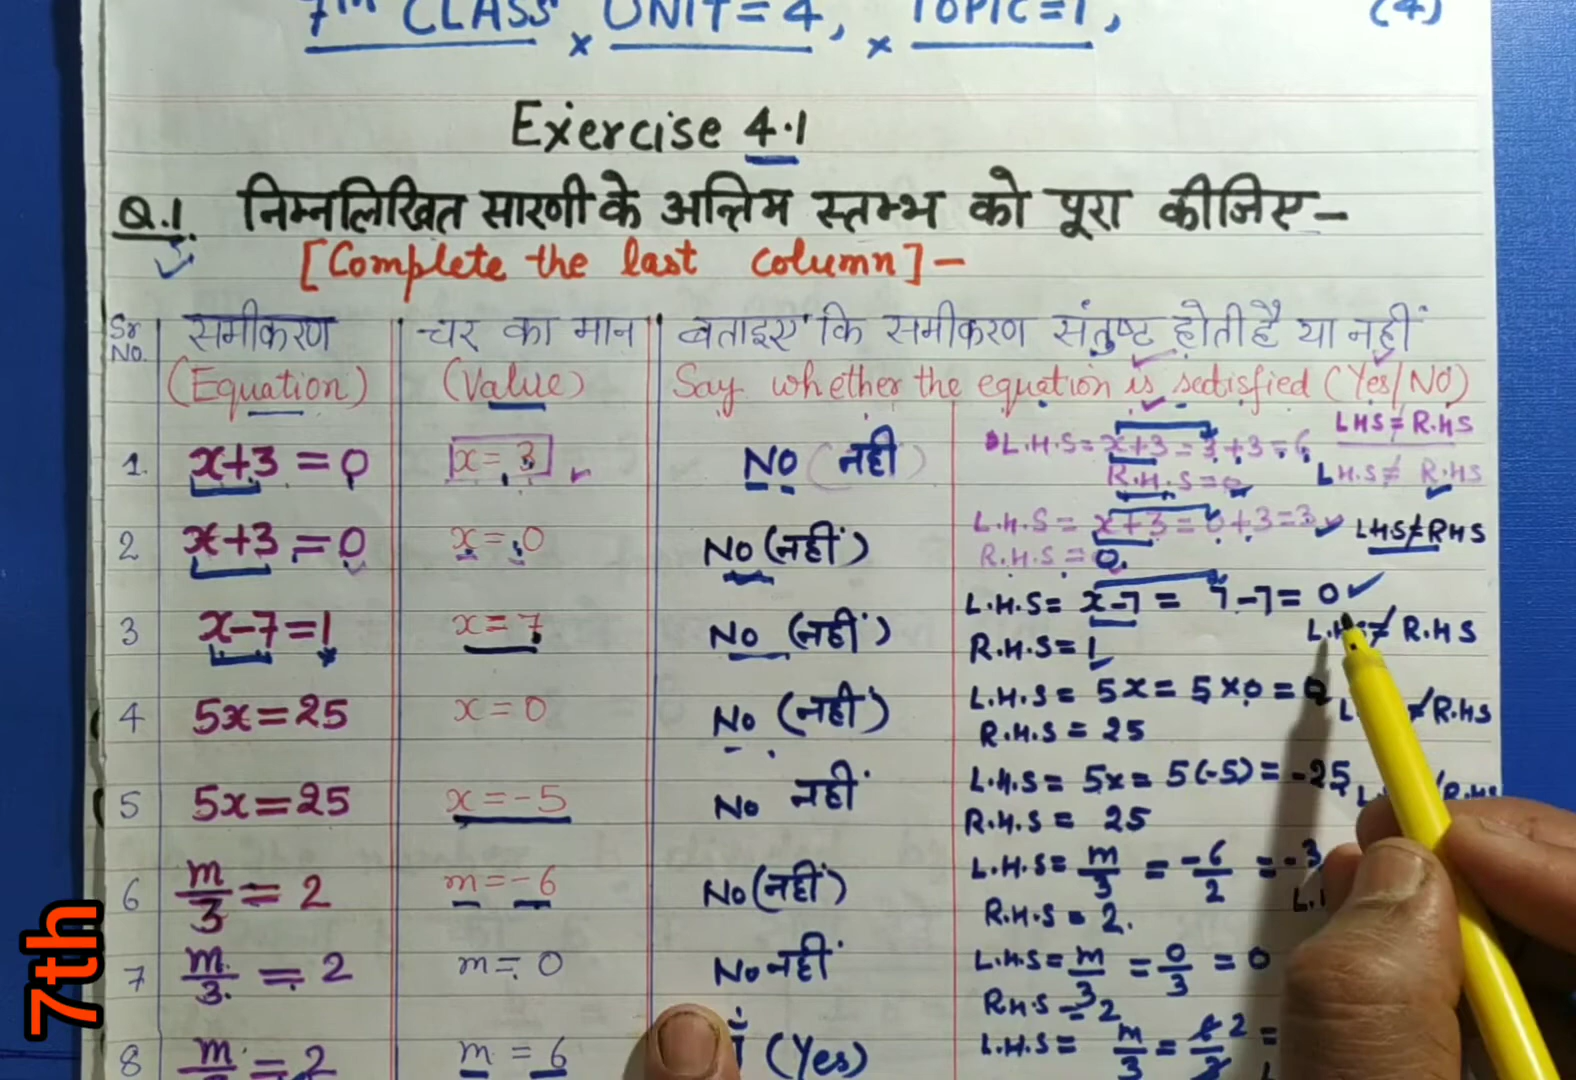 7th CLASS × UNIT=4, × TOPIC=1, (4)
Exercise 4.1
Q.1 निम्नलिखित सारणी के अन्तिम स्तम्भ को पूरा कीजिए-
[Complete the last column]-
Sr No. समीकरण चर का मान बताइए कि समीकरण संतुष्ट होती है या नहीं
(Equation) (Value) Say whether the equation is satisfied (Yes/No)
1. x+3=0 x=3 NO (नहीं) L.H.S= x+3=3+3=6 LHS=R.HS
R.H.S=0 LH.S≠ R.HS
2 x+3=0 x=0 No (नहीं) L.H.S= x+3=0+3=3 LHS≠RHS
R.H.S=0.
3 x-7=1 x=7 No (नहीं) L.H.S= x-7= 7-7=0
R.H.S=1 ≠ R.HS
4 5x=25 x=0 No (नहीं) L.H.S= 5x= 5×0=0 ≠R.HS
R.H.S=25
5 5x=25 x=-5 No नहीं L.H.S= 5x=5(-5)=-25
R.H.S= 25
6 m/3=2 m=-6 No (नहीं) L.H.S= m/3 = -6/2 = -3
R.H.S=2.
7 m/3.=2 m=0 No नहीं L.H.S= m/3 = 0/3 = 0
RHS=2
8 m =2 m=6 (Yes) L.H.S= m/3 = 2 =
7th